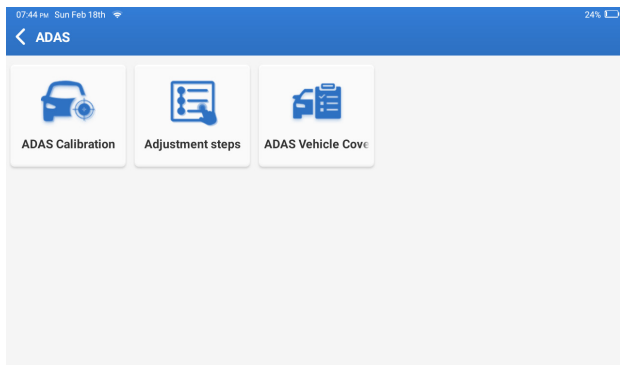 07:44 PM Sun Feb 18th 24%
ADAS
ADAS Calibration
Adjustment steps
ADAS Vehicle Cove